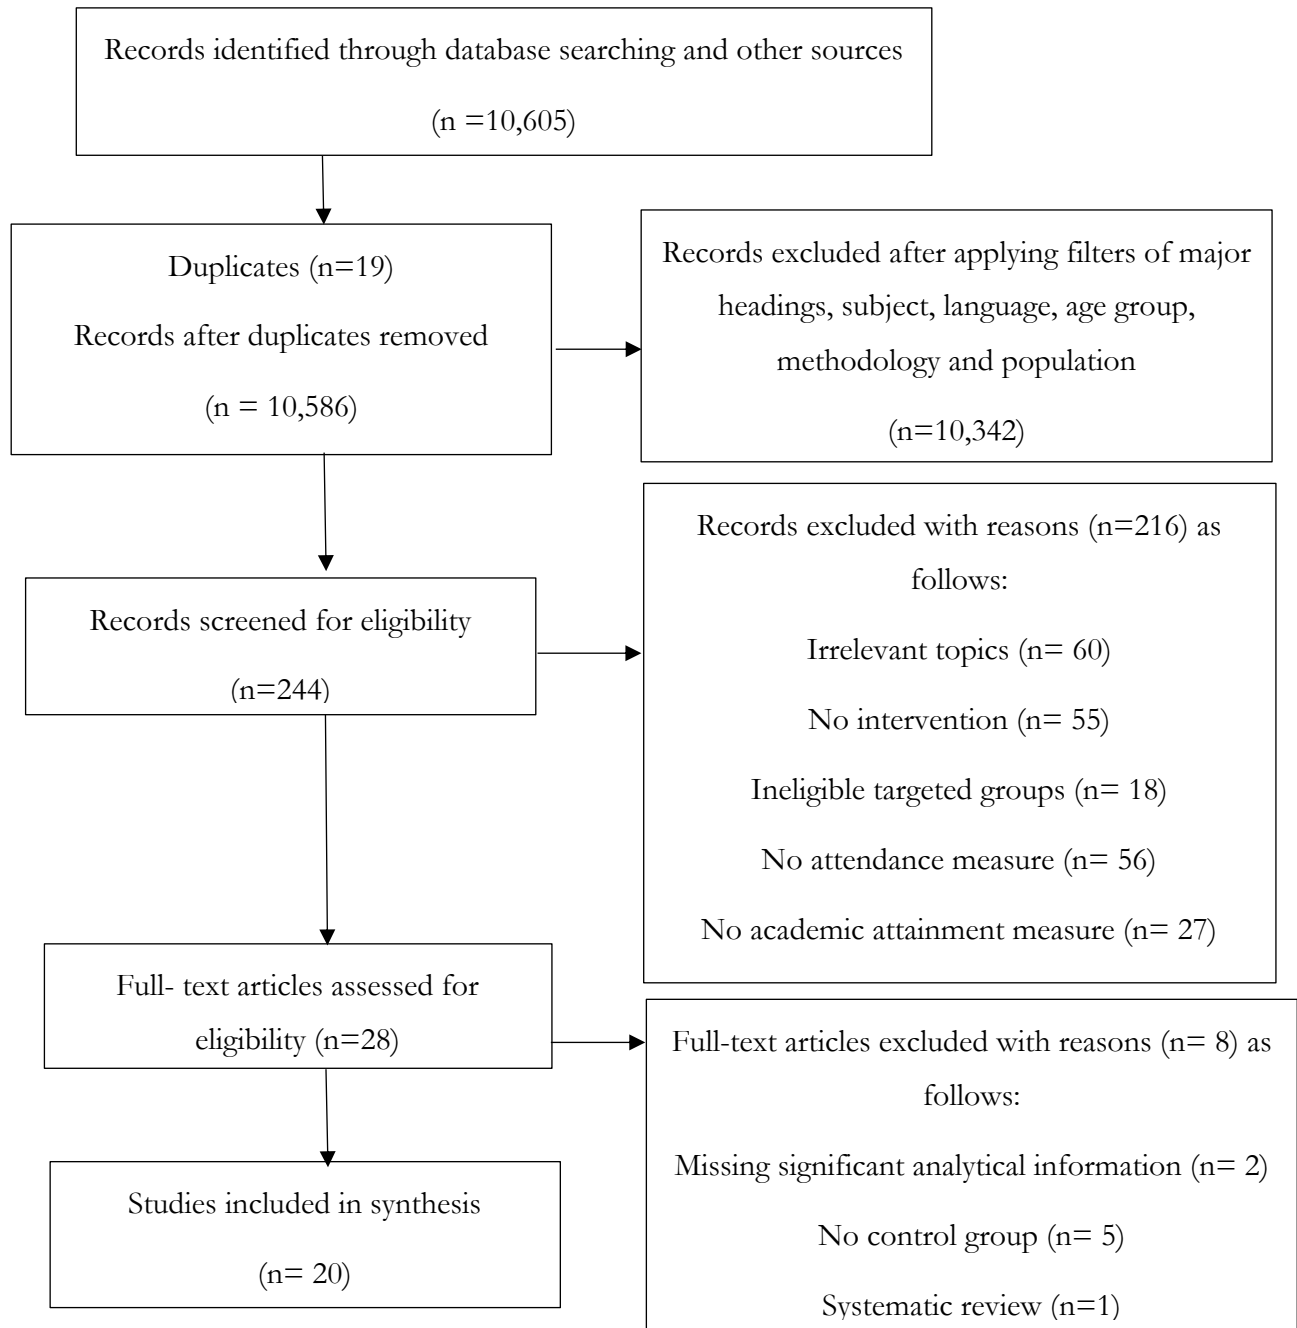 Records identified through database searching and other sources
(n =10,605)
Duplicates (n=19)
Records after duplicates removed
(n = 10,586)
Records excluded after applying filters of major
headings, subject, language, age group,
methodology and population
(n=10,342)
Records screened for eligibility
(n=244)
Records excluded with reasons (n=216) as
follows:
Irrelevant topics (n= 60)
No intervention (n= 55)
Ineligible targeted groups (n= 18)
No attendance measure (n= 56)
No academic attainment measure (n= 27)
Full- text articles assessed for
eligibility (n=28)
Full-text articles excluded with reasons (n= 8) as
follows:
Missing significant analytical information (n= 2)
No control group (n= 5)
Systematic review (n=1)
Studies included in synthesis
(n= 20)